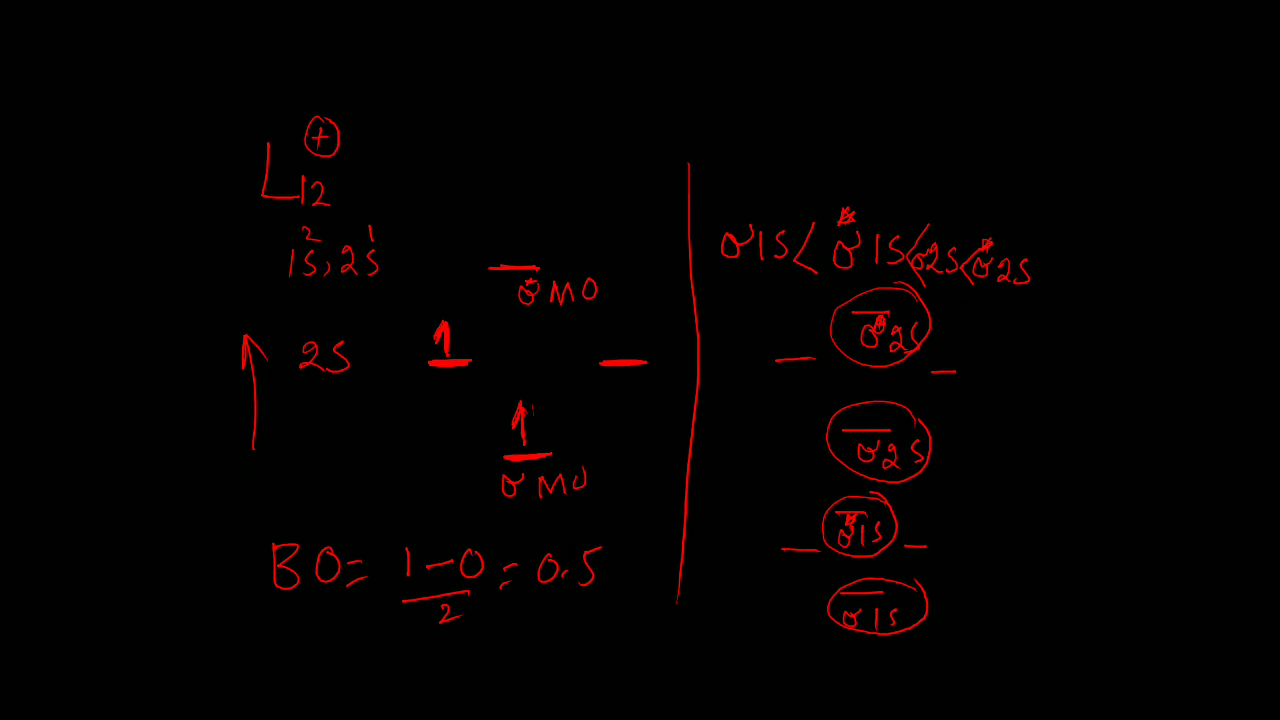 +
Li2
1s², 2s¹
σ* MO
2s
σ MO
BO = 1-0/2 = 0.5
σ1s < σ*1s < σ2s < σ*2s
σ*2s
σ2s
σ*1s
σ1s